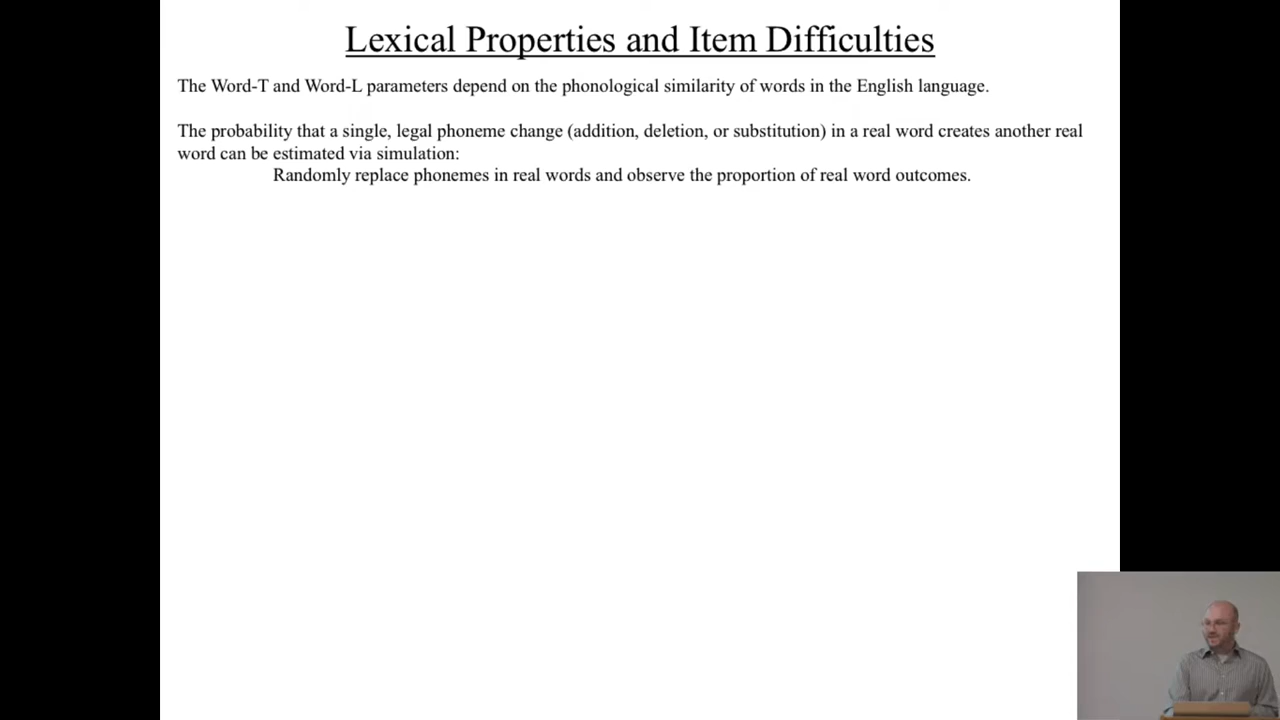 Lexical Properties and Item Difficulties
The Word-T and Word-L parameters depend on the phonological similarity of words in the English language.
The probability that a single, legal phoneme change (addition, deletion, or substitution) in a real word creates another real
word can be estimated via simulation:
Randomly replace phonemes in real words and observe the proportion of real word outcomes.